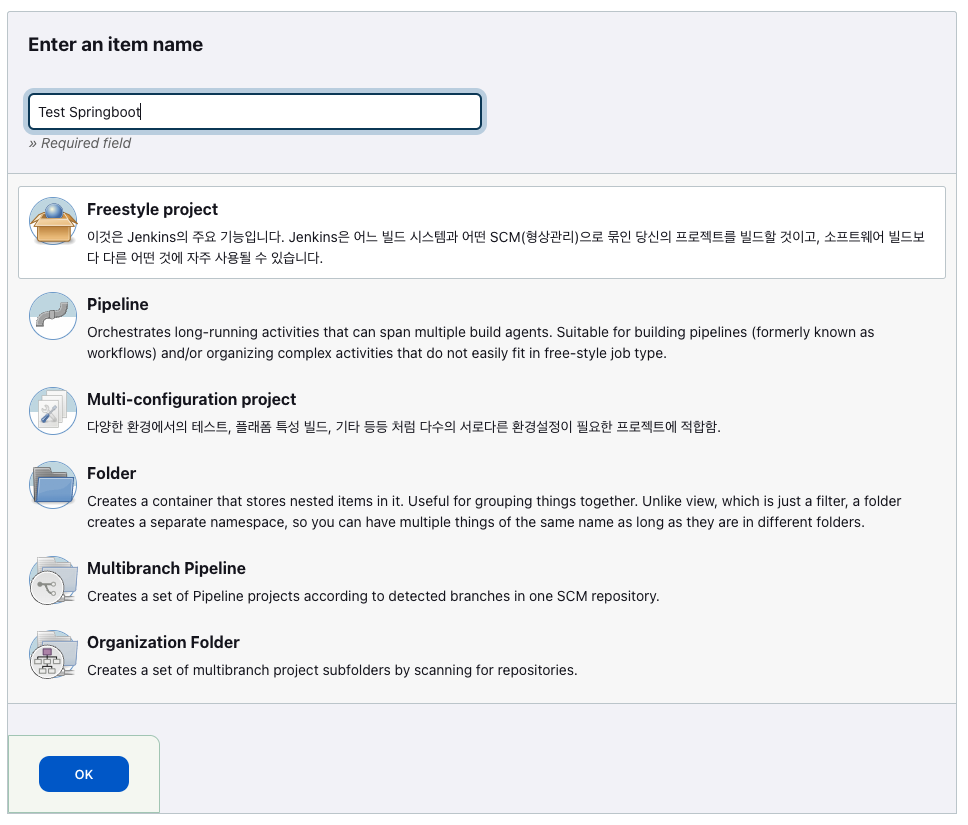 Enter an item name
Test Springboot
» Required field
Freestyle project
이것은 Jenkins의 주요 기능입니다. Jenkins은 어느 빌드 시스템과 어떤 SCM(형상관리)으로 묶인 당신의 프로젝트를 빌드할 것이고, 소프트웨어 빌드보
다 다른 어떤 것에 자주 사용될 수 있습니다.
Pipeline
Orchestrates long-running activities that can span multiple build agents. Suitable for building pipelines (formerly known as
workflows) and/or organizing complex activities that do not easily fit in free-style job type.
Multi-configuration project
다양한 환경에서의 테스트, 플래폼 특성 빌드, 기타 등등 처럼 다수의 서로다른 환경설정이 필요한 프로젝트에 적합함.
Folder
Creates a container that stores nested items in it. Useful for grouping things together. Unlike view, which is just a filter, a folder
creates a separate namespace, so you can have multiple things of the same name as long as they are in different folders.
Multibranch Pipeline
Creates a set of Pipeline projects according to detected branches in one SCM repository.
Organization Folder
Creates a set of multibranch project subfolders by scanning for repositories.
OK